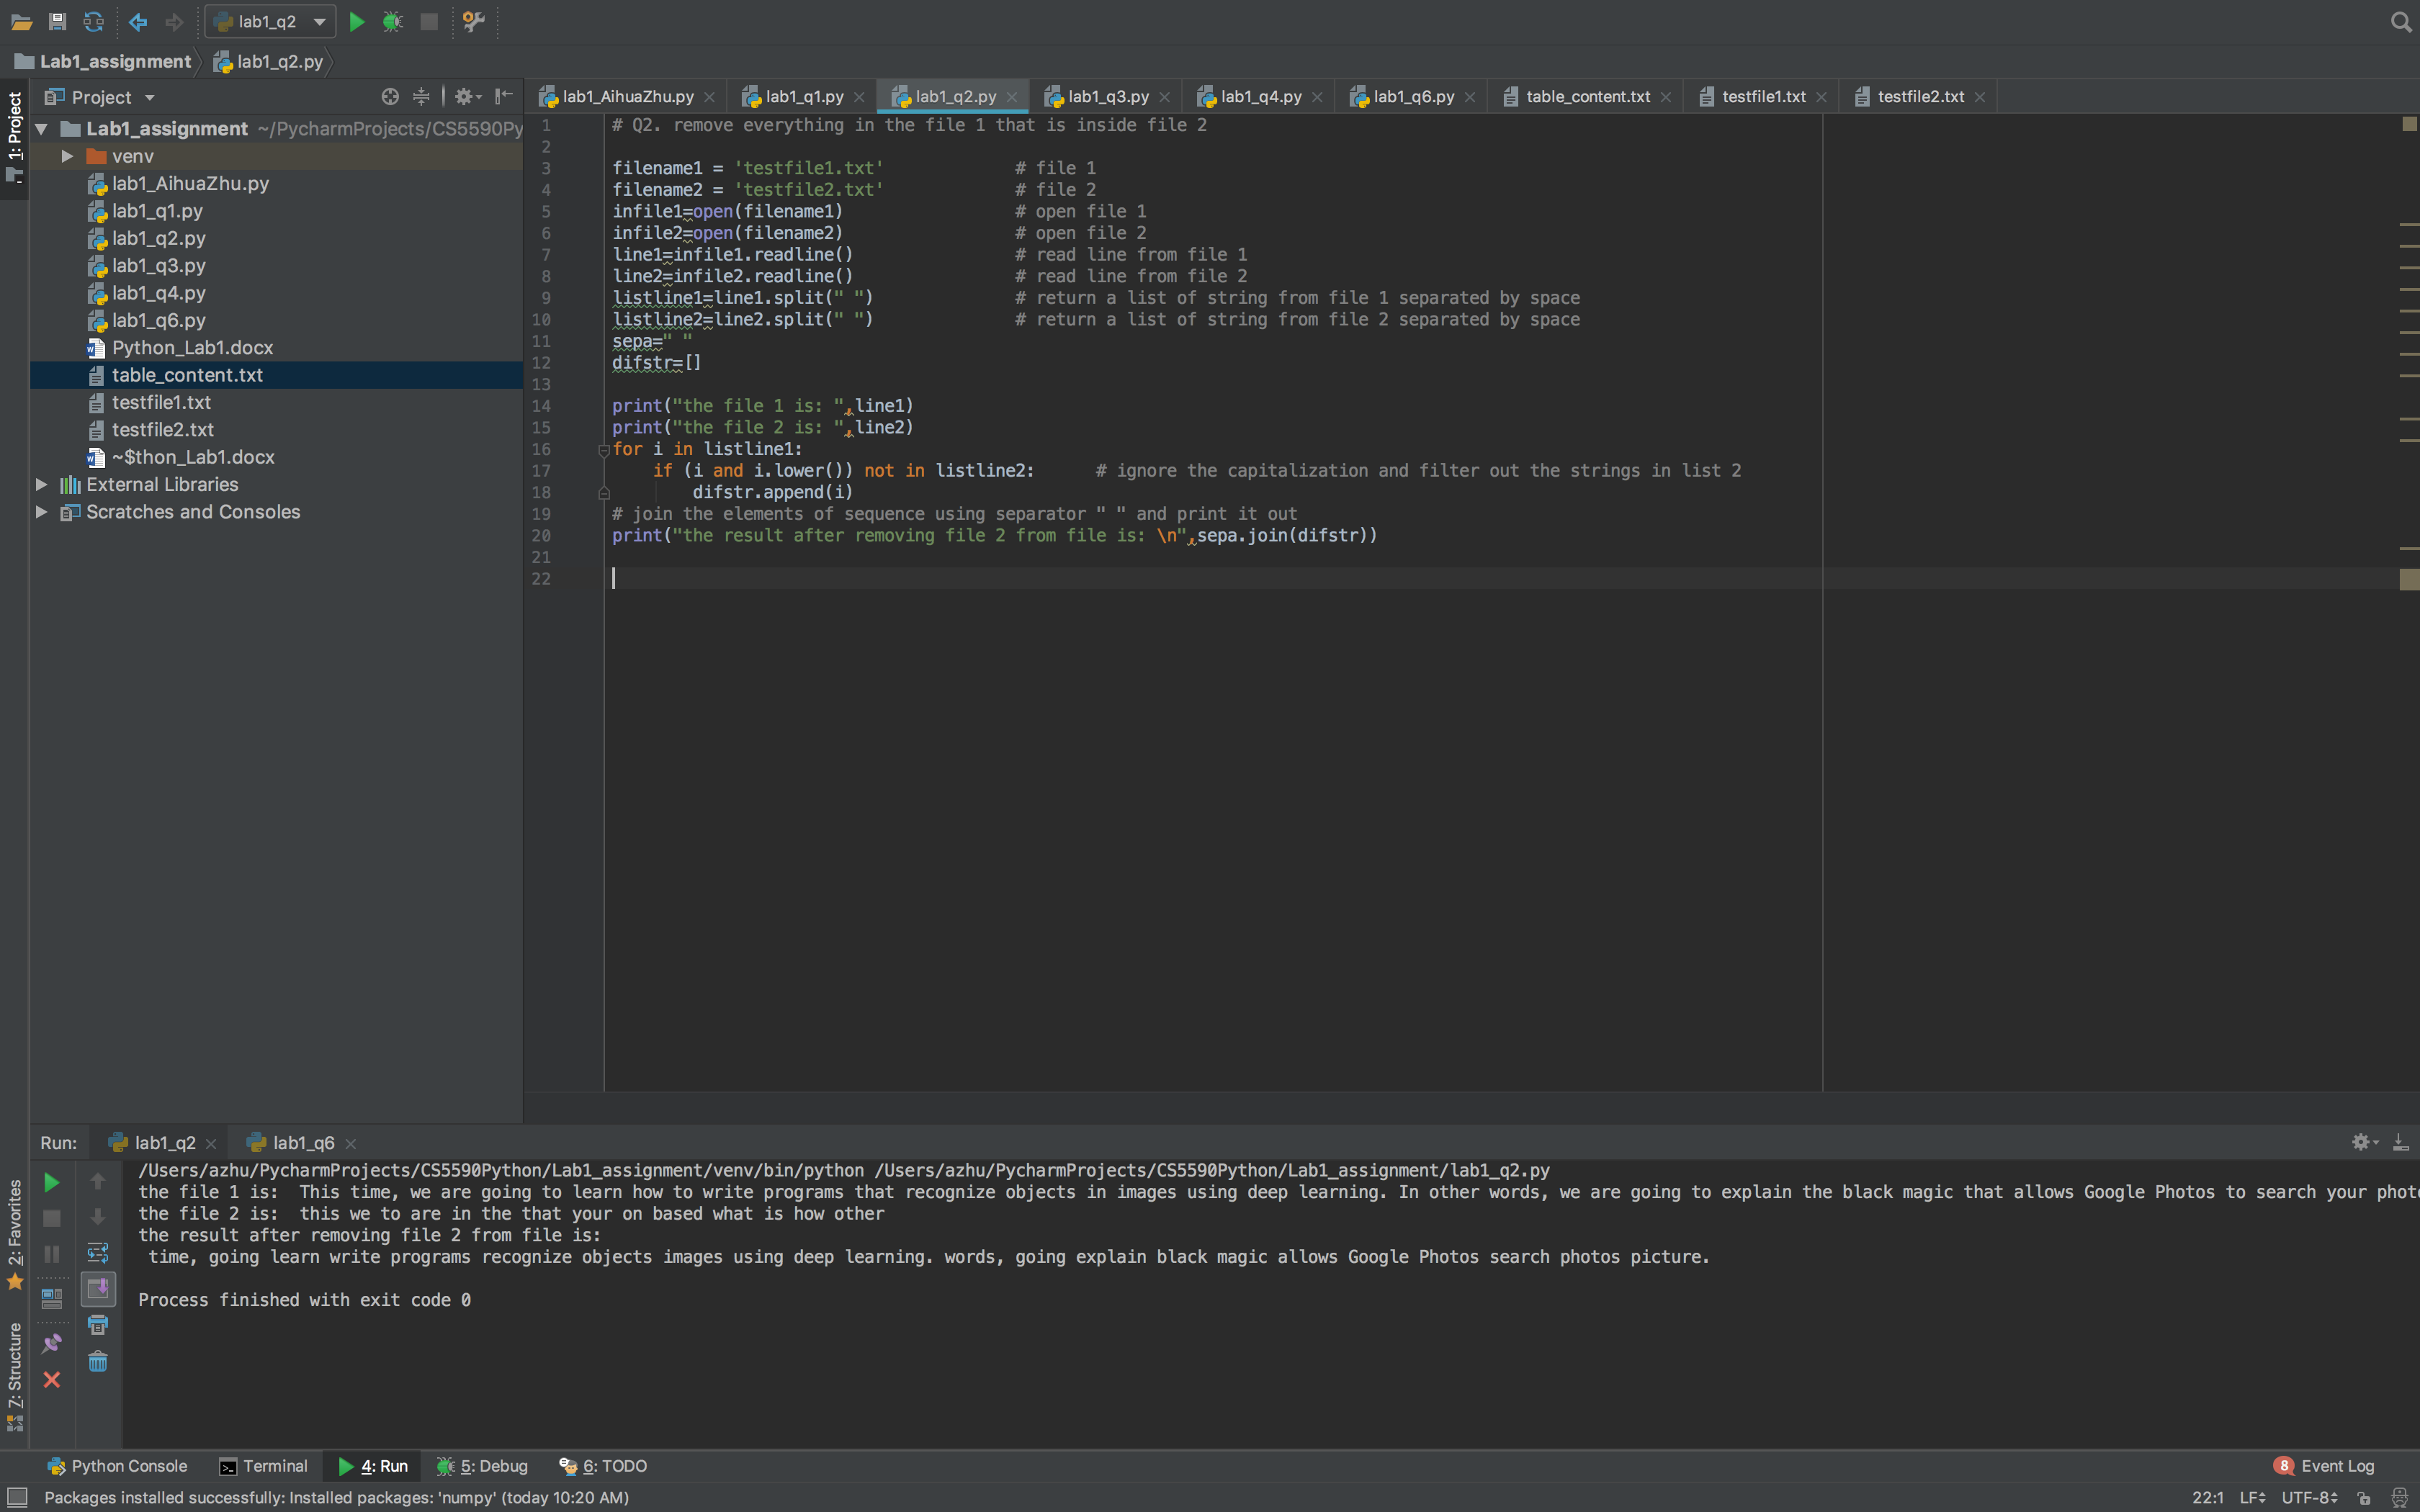 lab1_q2
Lab1_assignment lab1_q2.py
1: Project
Project
lab1_AihuaZhu.py lab1_q1.py lab1_q2.py lab1_q3.py lab1_q4.py lab1_q6.py table_content.txt testfile1.txt testfile2.txt
Lab1_assignment ~/PycharmProjects/CS5590Py
venv
lab1_AihuaZhu.py
lab1_q1.py
lab1_q2.py
lab1_q3.py
lab1_q4.py
lab1_q6.py
Python_Lab1.docx
table_content.txt
testfile1.txt
testfile2.txt
~$thon_Lab1.docx
External Libraries
Scratches and Consoles
1 # Q2. remove everything in the file 1 that is inside file 2
2
3 filename1 = 'testfile1.txt' # file 1
4 filename2 = 'testfile2.txt' # file 2
5 infile1=open(filename1) # open file 1
6 infile2=open(filename2) # open file 2
7 line1=infile1.readline() # read line from file 1
8 line2=infile2.readline() # read line from file 2
9 listline1=line1.split(" ") # return a list of string from file 1 separated by space
10 listline2=line2.split(" ") # return a list of string from file 2 separated by space
11 sepa=" "
12 difstr=[]
13
14 print("the file 1 is: ",line1)
15 print("the file 2 is: ",line2)
16 for i in listline1:
17 if (i and i.lower()) not in listline2: # ignore the capitalization and filter out the strings in list 2
18 difstr.append(i)
19 # join the elements of sequence using separator " " and print it out
20 print("the result after removing file 2 from file is: \n",sepa.join(difstr))
21
22
Run: lab1_q2 lab1_q6
/Users/azhu/PycharmProjects/CS5590Python/Lab1_assignment/venv/bin/python /Users/azhu/PycharmProjects/CS5590Python/Lab1_assignment/lab1_q2.py
the file 1 is:  This time, we are going to learn how to write programs that recognize objects in images using deep learning. In other words, we are going to explain the black magic that allows Google Photos to search your phot
the file 2 is:  this we to are in the that your on based what is how other
the result after removing file 2 from file is:
time, going learn write programs recognize objects images using deep learning. words, going explain black magic allows Google Photos search photos picture.
Process finished with exit code 0
2: Favorites
7: Structure
Python Console Terminal 4: Run 5: Debug 6: TODO 8 Event Log
Packages installed successfully: Installed packages: 'numpy' (today 10:20 AM) 22:1 LF UTF-8